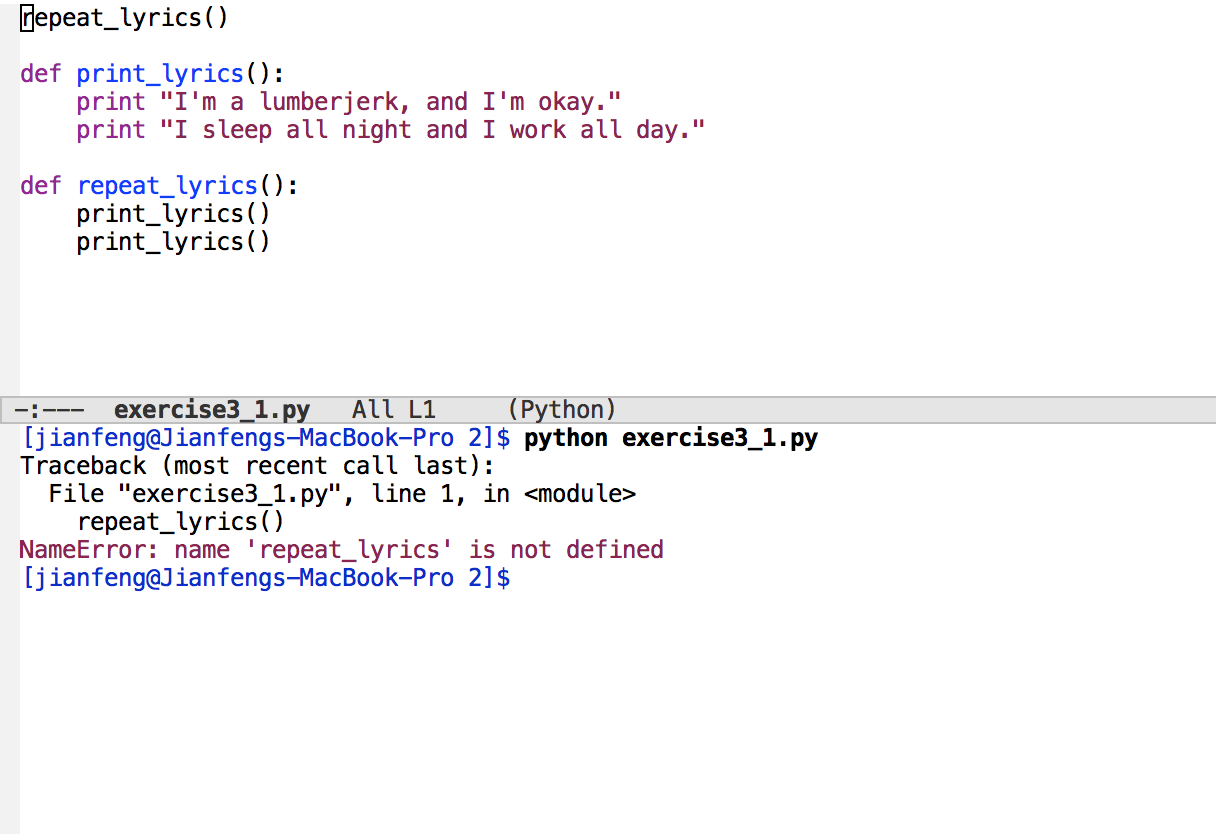 repeat_lyrics()
def print_lyrics():
    print "I'm a lumberjerk, and I'm okay."
    print "I sleep all night and I work all day."
def repeat_lyrics():
    print_lyrics()
    print_lyrics()
-:--- exercise3_1.py All L1 (Python)
[jianfeng@Jianfengs-MacBook-Pro 2]$ python exercise3_1.py
Traceback (most recent call last):
  File "exercise3_1.py", line 1, in <module>
    repeat_lyrics()
NameError: name 'repeat_lyrics' is not defined
[jianfeng@Jianfengs-MacBook-Pro 2]$